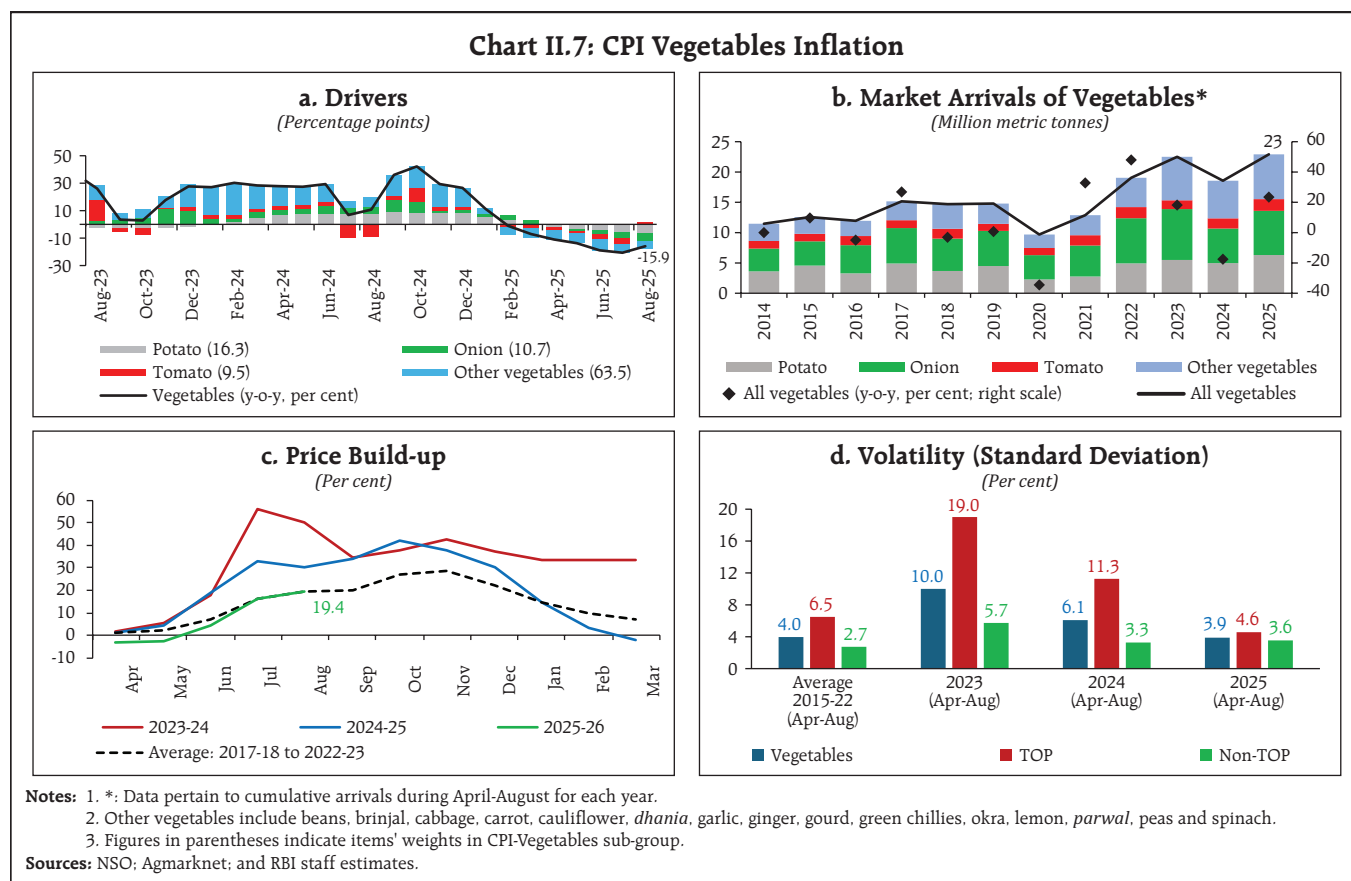 Chart II.7: CPI Vegetables Inflation
a. Drivers
(Percentage points)
50
30
10
-10
-30
-15.9
Aug-23
Oct-23
Dec-23
Feb-24
Apr-24
Jun-24
Aug-24
Oct-24
Dec-24
Feb-25
Apr-25
Jun-25
Aug-25
Potato (16.3)
Onion (10.7)
Tomato (9.5)
Other vegetables (63.5)
Vegetables (y-o-y, per cent)
b. Market Arrivals of Vegetables*
(Million metric tonnes)
25
20
15
10
5
0
23
60
40
20
0
-20
-40
2014
2015
2016
2017
2018
2019
2020
2021
2022
2023
2024
2025
Potato
Onion
Tomato
Other vegetables
All vegetables (y-o-y, per cent; right scale)
All vegetables
c. Price Build-up
(Per cent)
60
50
40
30
20
10
0
-10
19.4
Apr
May
Jun
Jul
Aug
Sep
Oct
Nov
Dec
Jan
Feb
Mar
2023-24
2024-25
2025-26
Average: 2017-18 to 2022-23
d. Volatility (Standard Deviation)
(Per cent)
20
16
12
8
4
0
4.0
6.5
2.7
10.0
19.0
5.7
6.1
11.3
3.3
3.9
4.6
3.6
Average
2015-22
(Apr-Aug)
2023
(Apr-Aug)
2024
(Apr-Aug)
2025
(Apr-Aug)
Vegetables
TOP
Non-TOP
Notes: 1. *: Data pertain to cumulative arrivals during April-August for each year.
2. Other vegetables include beans, brinjal, cabbage, carrot, cauliflower, dhania, garlic, ginger, gourd, green chillies, okra, lemon, parwal, peas and spinach.
3. Figures in parentheses indicate items' weights in CPI-Vegetables sub-group.
Sources: NSO; Agmarknet; and RBI staff estimates.